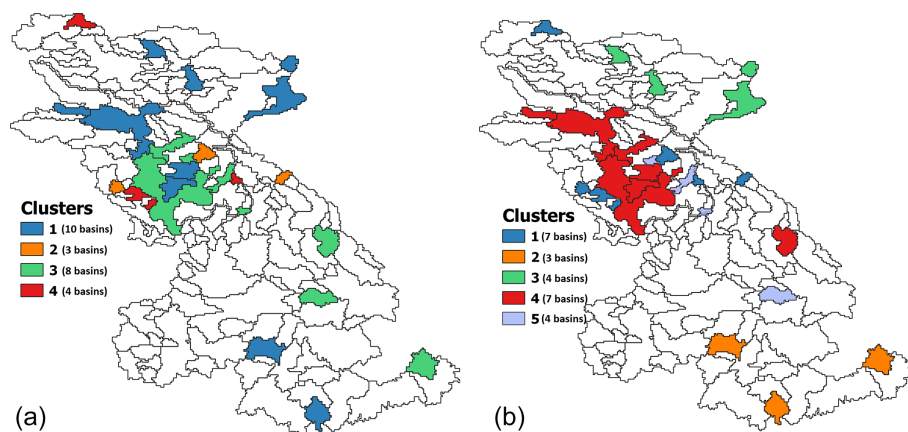 Clusters
1 (10 basins)
2 (3 basins)
3 (8 basins)
4 (4 basins)
(a)
Clusters
1 (7 basins)
2 (3 basins)
3 (4 basins)
4 (7 basins)
5 (4 basins)
(b)